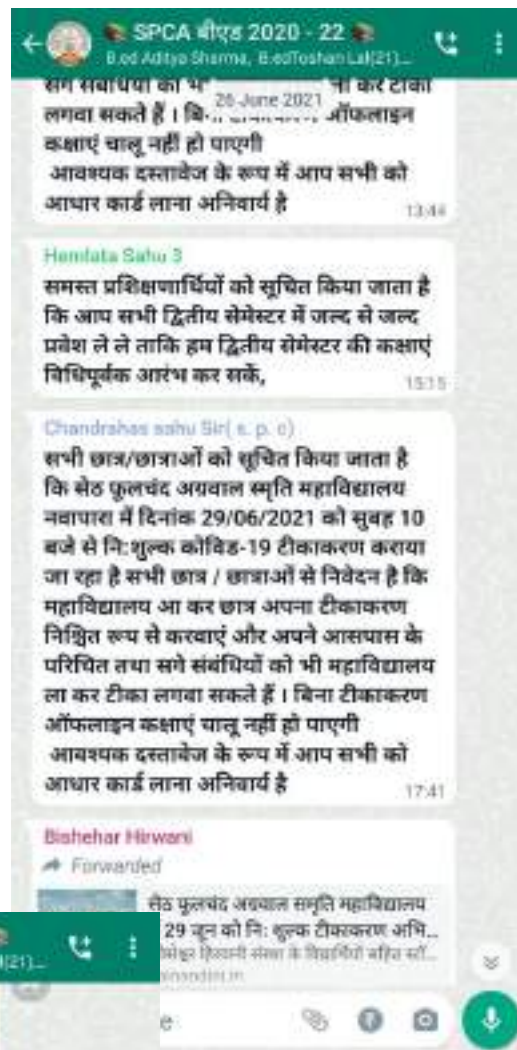 SPCA बीएड 2020 - 22
B.ed Aditya Sharma, B.edToshan Lal(21)...
26 June 2021
लगवा सकते हैं । ऑफलाइन
कक्षाएं चालू नहीं हो पाएगी
आवश्यक दस्तावेज के रूप में आप सभी को
आधार कार्ड लाना अनिवार्य है
13:44
Hemlata Sahu 3
समस्त प्रशिक्षणार्थियों को सूचित किया जाता है
कि आप सभी द्वितीय सेमेस्टर में जल्द से जल्द
प्रवेश ले ले ताकि हम द्वितीय सेमेस्टर की कक्षाएं
विधिपूर्वक आरंभ कर सकें,
15:15
Chandrahas sahu Sir( s. p. c)
सभी छात्र/छात्राओं को सूचित किया जाता है
कि सेठ फूलचंद अग्रवाल स्मृति महाविद्यालय
नवापारा में दिनांक 29/06/2021 को सुबह 10
बजे से नि:शुल्क कोविड-19 टीकाकरण कराया
जा रहा है सभी छात्र / छात्राओं से निवेदन है कि
महाविद्यालय आ कर छात्र अपना टीकाकरण
निश्चित रूप से करवाएं और अपने आसपास के
परिचित तथा सगे संबंधियों को भी महाविद्यालय
ला कर टीका लगवा सकते हैं । बिना टीकाकरण
ऑफलाइन कक्षाएं चालू नहीं हो पाएगी
आवश्यक दस्तावेज के रूप में आप सभी को
आधार कार्ड लाना अनिवार्य है
17:41
Bishehar Hirwani
Forwarded
सेठ फूलचंद अग्रवाल समृति महाविद्यालय
29 जून को नि: शुल्क टीकाकरण अभि...